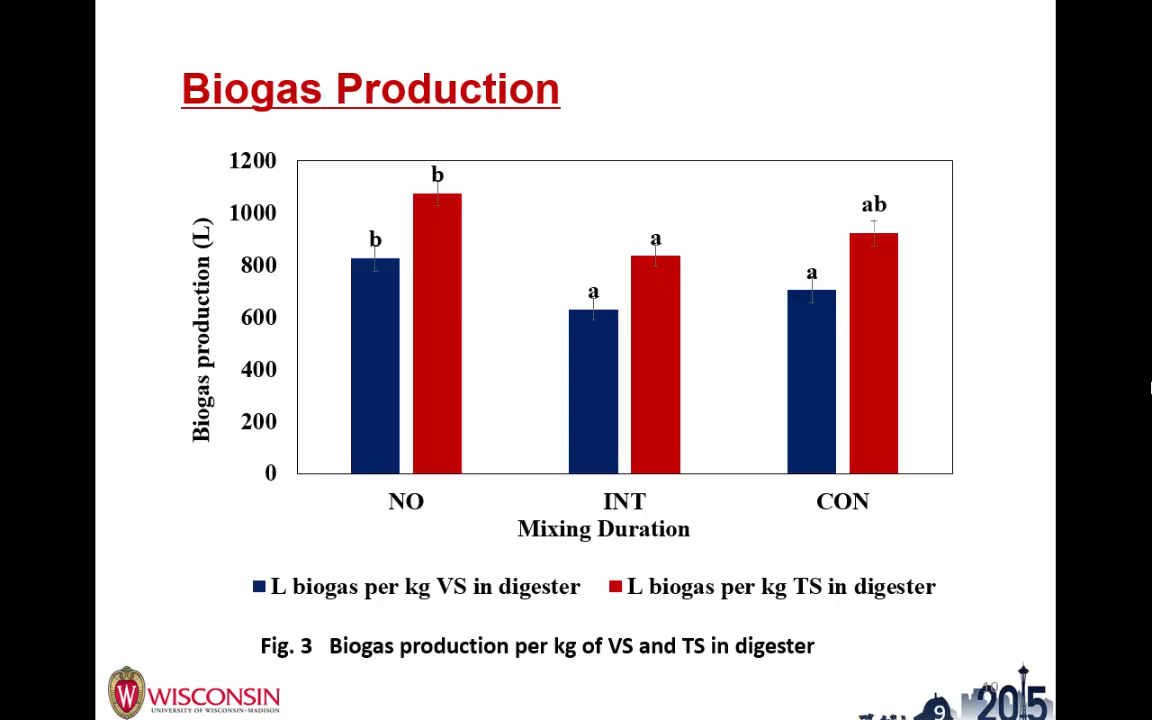 Biogas Production
1200
1000
800
600
400
200
0
Biogas production (L)
b
b
a
a
a
ab
NO
INT
CON
Mixing Duration
L biogas per kg VS in digester
L biogas per kg TS in digester
Fig. 3 Biogas production per kg of VS and TS in digester
W
WISCONSIN
UNIVERSITY OF WISCONSIN-MADISON
10
9
2015